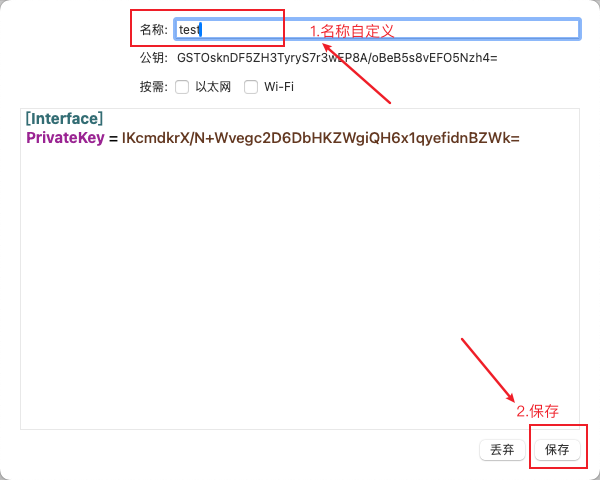 名称: test
1.名称自定义
公钥: GSTOsknDF5ZH3TyryS7r3wEP8A/oBeB5s8vEFO5Nzh4=
按需: 以太网 Wi-Fi
[Interface]
PrivateKey = IKcmdkrX/N+Wvegc2D6DbHKZWgiQH6x1qyefidnBZWk=
2.保存
丢弃 保存